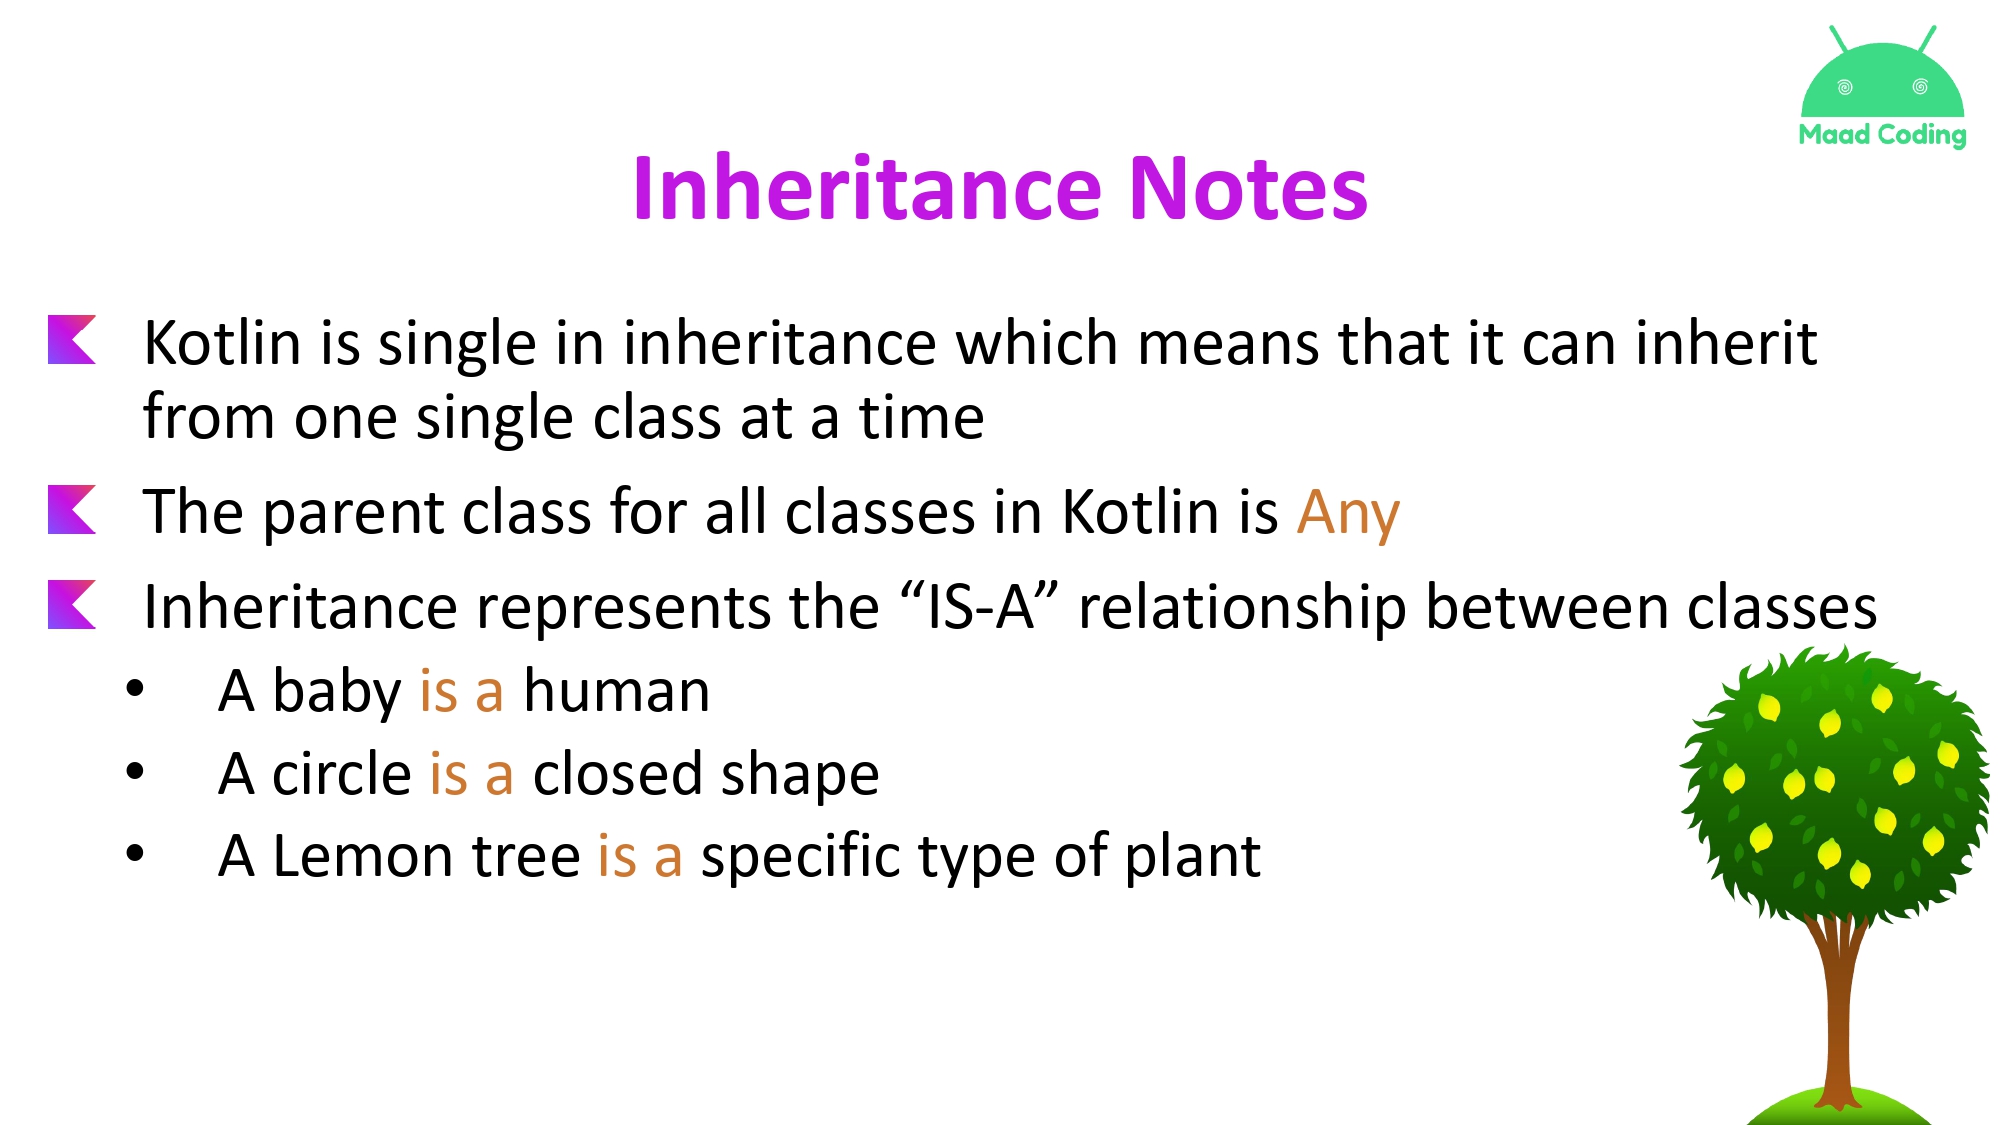 Maad Coding
Inheritance Notes
Kotlin is single in inheritance which means that it can inherit
from one single class at a time
The parent class for all classes in Kotlin is Any
Inheritance represents the “IS-A” relationship between classes
• A baby is a human
• A circle is a closed shape
• A Lemon tree is a specific type of plant